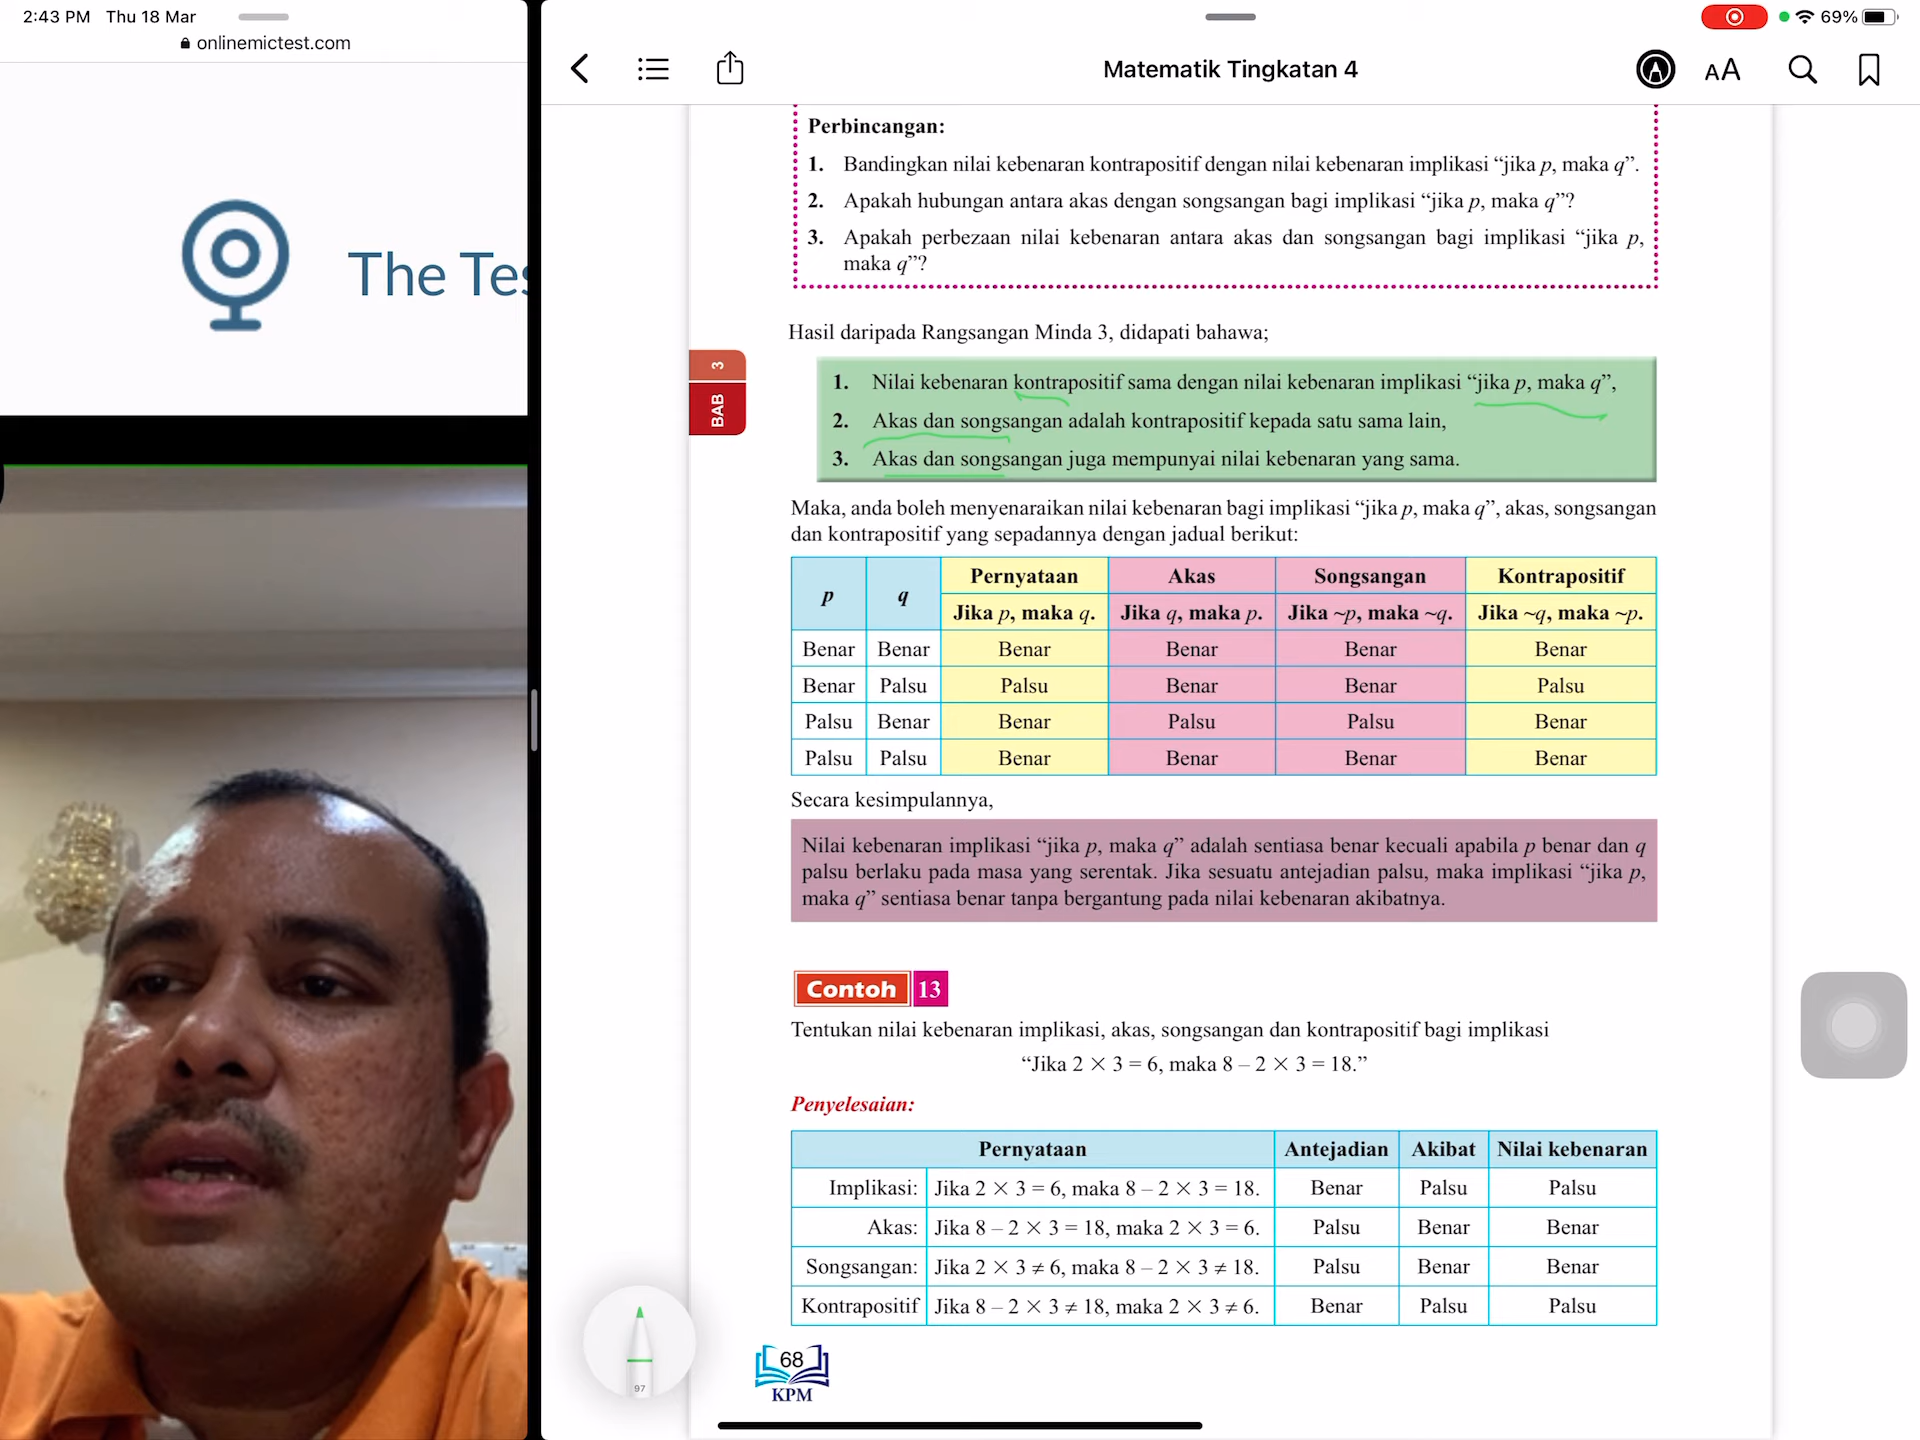 2:43 PM Thu 18 Mar
onlinemictest.com
69%
Matematik Tingkatan 4
AA
The Tes
Perbincangan:
1. Bandingkan nilai kebenaran kontrapositif dengan nilai kebenaran implikasi “jika p, maka q”.
2. Apakah hubungan antara akas dengan songsangan bagi implikasi “jika p, maka q”?
3. Apakah perbezaan nilai kebenaran antara akas dan songsangan bagi implikasi “jika p,
maka q”?
Hasil daripada Rangsangan Minda 3, didapati bahawa;
BAB 3
1. Nilai kebenaran kontrapositif sama dengan nilai kebenaran implikasi “jika p, maka q”,
2. Akas dan songsangan adalah kontrapositif kepada satu sama lain,
3. Akas dan songsangan juga mempunyai nilai kebenaran yang sama.
Maka, anda boleh menyenaraikan nilai kebenaran bagi implikasi “jika p, maka q”, akas, songsangan
dan kontrapositif yang sepadannya dengan jadual berikut:
p q Pernyataan Akas Songsangan Kontrapositif
Jika p, maka q. Jika q, maka p. Jika ~p, maka ~q. Jika ~q, maka ~p.
Benar Benar Benar Benar Benar Benar
Benar Palsu Palsu Benar Benar Palsu
Palsu Benar Benar Palsu Palsu Benar
Palsu Palsu Benar Benar Benar Benar
Secara kesimpulannya,
Nilai kebenaran implikasi “jika p, maka q” adalah sentiasa benar kecuali apabila p benar dan q
palsu berlaku pada masa yang serentak. Jika sesuatu antejadian palsu, maka implikasi “jika p,
maka q” sentiasa benar tanpa bergantung pada nilai kebenaran akibatnya.
Contoh 13
Tentukan nilai kebenaran implikasi, akas, songsangan dan kontrapositif bagi implikasi
“Jika 2 × 3 = 6, maka 8 – 2 × 3 = 18.”
Penyelesaian:
Pernyataan Antejadian Akibat Nilai kebenaran
Implikasi: Jika 2 × 3 = 6, maka 8 – 2 × 3 = 18. Benar Palsu Palsu
Akas: Jika 8 – 2 × 3 = 18, maka 2 × 3 = 6. Palsu Benar Benar
Songsangan: Jika 2 × 3 ≠ 6, maka 8 – 2 × 3 ≠ 18. Palsu Benar Benar
Kontrapositif Jika 8 – 2 × 3 ≠ 18, maka 2 × 3 ≠ 6. Benar Palsu Palsu
97
68
KPM